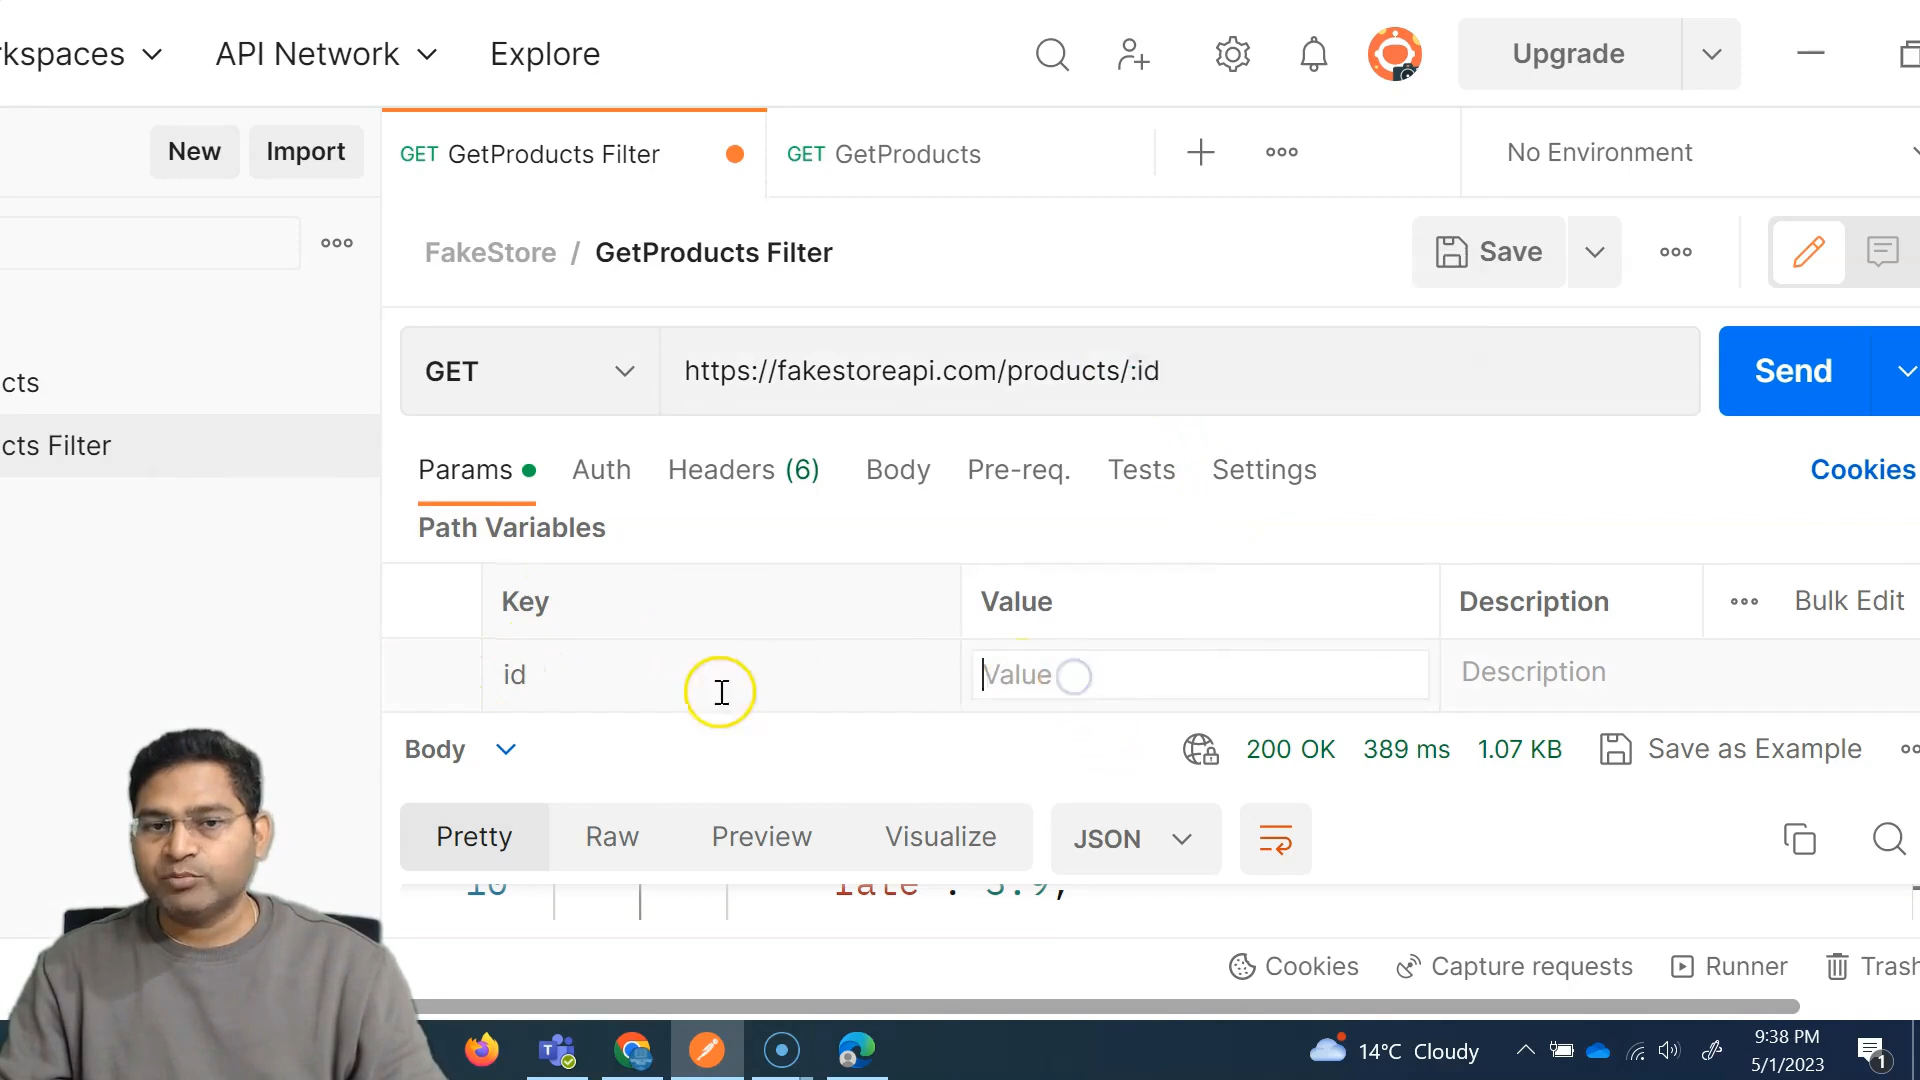 kspaces API Network Explore Upgrade
New Import GET GetProducts Filter GET GetProducts No Environment
FakeStore / GetProducts Filter Save
GET https://fakestoreapi.com/products/:id Send
cts
cts Filter
Params Auth Headers (6) Body Pre-req. Tests Settings Cookies
Path Variables
Key Value Description Bulk Edit
id Value Description
Body 200 OK 389 ms 1.07 KB Save as Example
Pretty Raw Preview Visualize JSON
Cookies Capture requests Runner Trash
14°C Cloudy 9:38 PM
5/1/2023 1